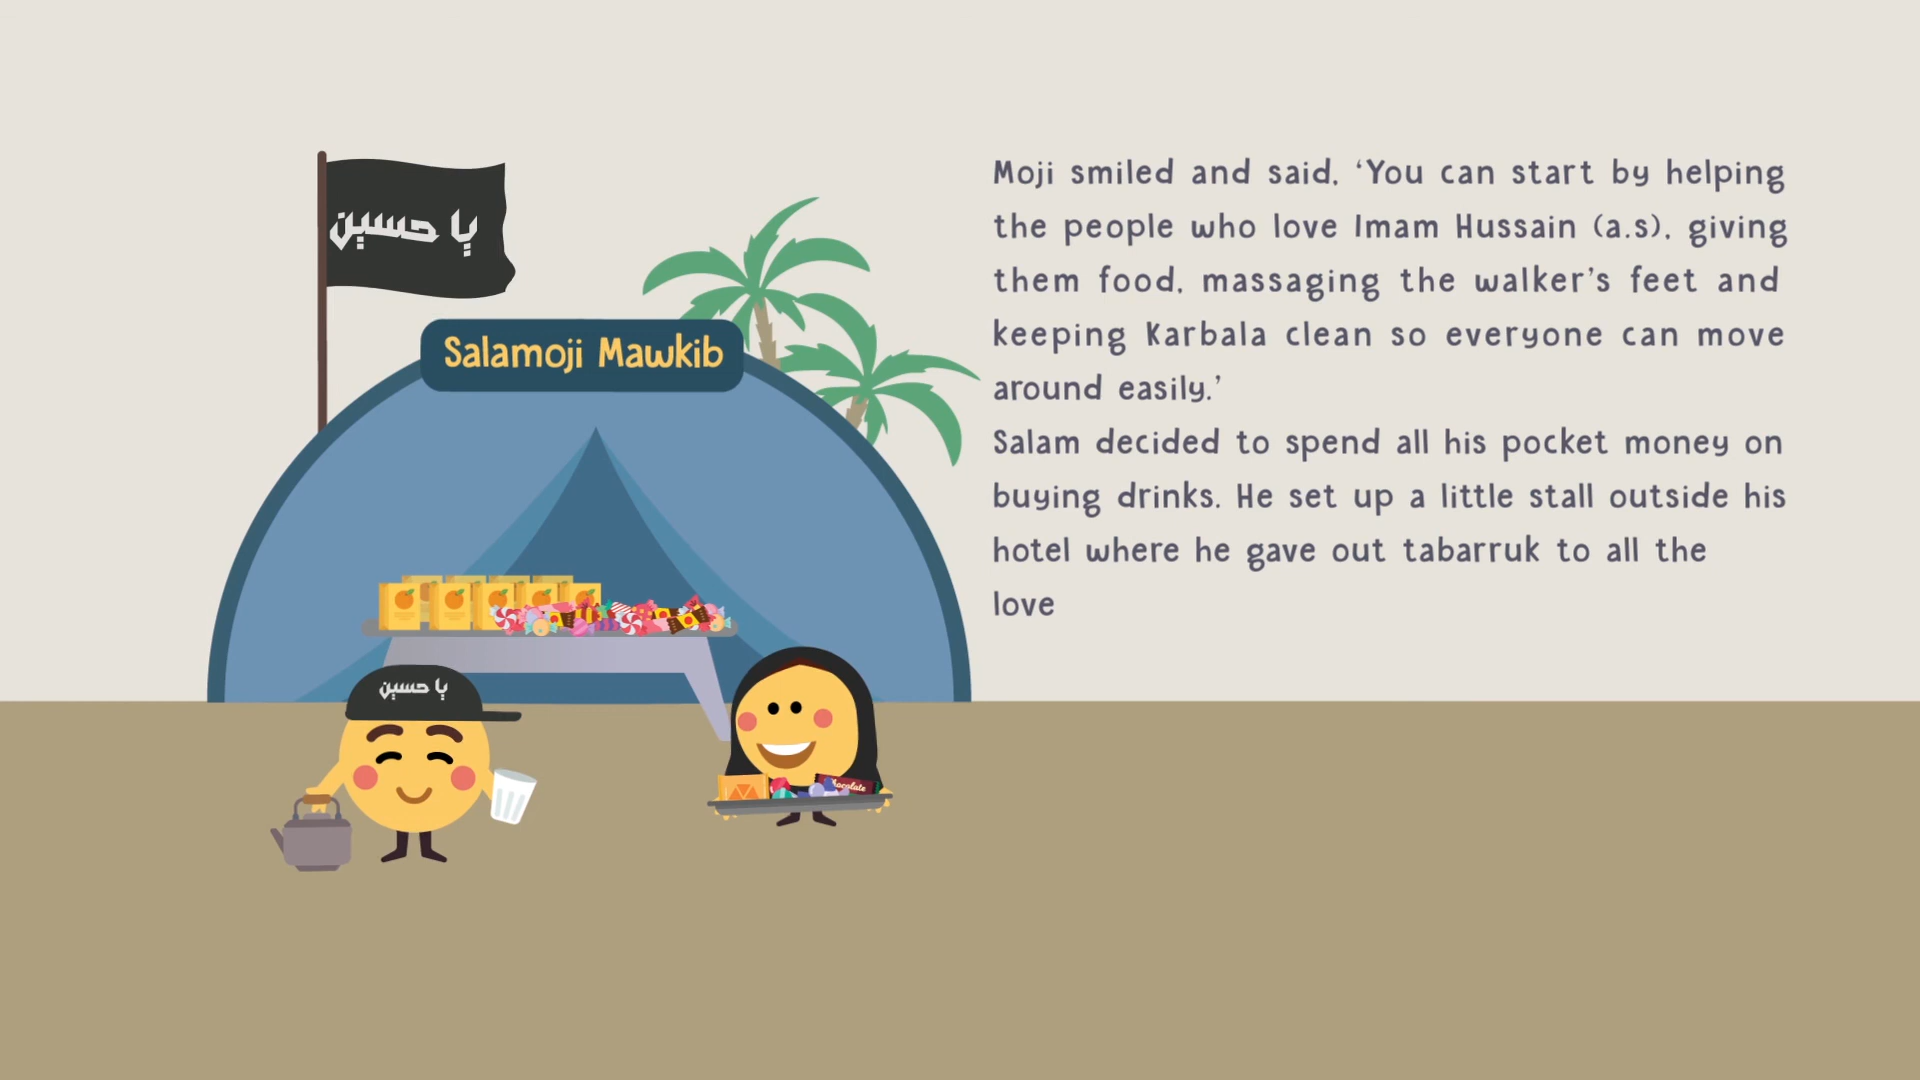 يا حسين
Salamoji Mawkib
يا حسين
Chocolate
Moji smiled and said, ‘You can start by helping
the people who love Imam Hussain (a.s), giving
them food, massaging the walker’s feet and
keeping Karbala clean so everyone can move
around easily.’
Salam decided to spend all his pocket money on
buying drinks. He set up a little stall outside his
hotel where he gave out tabarruk to all the
love